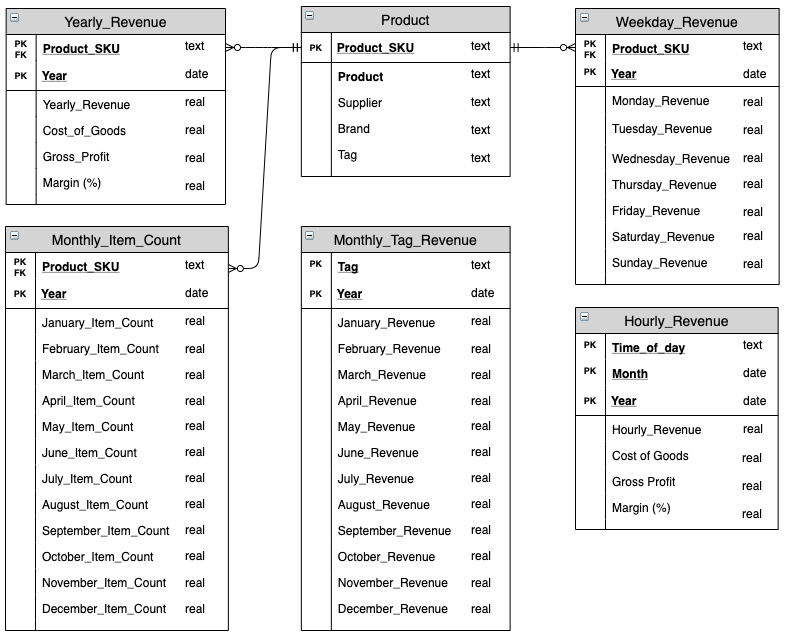 Yearly_Revenue
PK FK Product_SKU text
PK Year date
Yearly_Revenue real
Cost_of_Goods real
Gross_Profit real
Margin (%) real
Product
PK Product_SKU text
Product text
Supplier text
Brand text
Tag text
Weekday_Revenue
PK FK Product_SKU text
PK Year date
Monday_Revenue real
Tuesday_Revenue real
Wednesday_Revenue real
Thursday_Revenue real
Friday_Revenue real
Saturday_Revenue real
Sunday_Revenue real
Monthly_Item_Count
PK FK Product_SKU text
PK Year date
January_Item_Count real
February_Item_Count real
March_Item_Count real
April_Item_Count real
May_Item_Count real
June_Item_Count real
July_Item_Count real
August_Item_Count real
September_Item_Count real
October_Item_Count real
November_Item_Count real
December_Item_Count real
Monthly_Tag_Revenue
PK Tag text
PK Year date
January_Revenue real
February_Revenue real
March_Revenue real
April_Revenue real
May_Revenue real
June_Revenue real
July_Revenue real
August_Revenue real
September_Revenue real
October_Revenue real
November_Revenue real
December_Revenue real
Hourly_Revenue
PK Time_of_day text
PK Month date
PK Year date
Hourly_Revenue real
Cost of Goods real
Gross Profit real
Margin (%) real